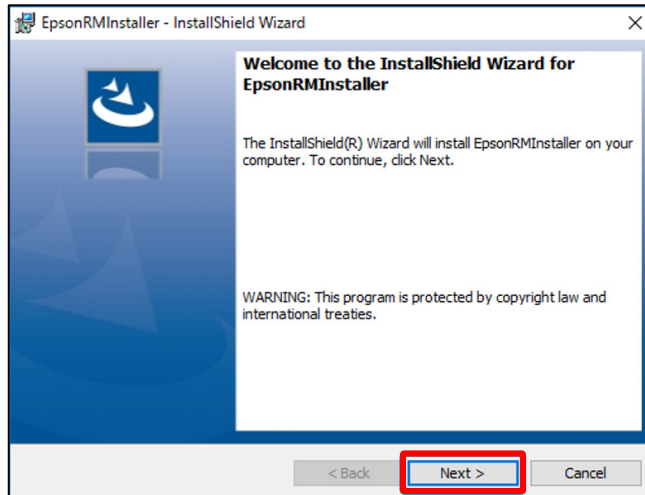 EpsonRMInstaller - InstallShield Wizard
Welcome to the InstallShield Wizard for
EpsonRMInstaller
The InstallShield(R) Wizard will install EpsonRMInstaller on your
computer. To continue, click Next.
WARNING: This program is protected by copyright law and
international treaties.
< Back
Next >
Cancel